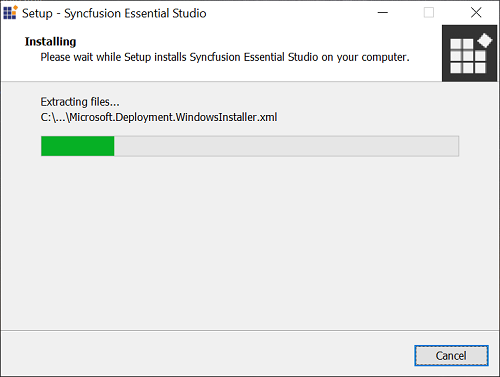 Setup - Syncfusion Essential Studio
Installing
Please wait while Setup installs Syncfusion Essential Studio on your computer.
Extracting files...
C:\...\Microsoft.Deployment.WindowsInstaller.xml
Cancel